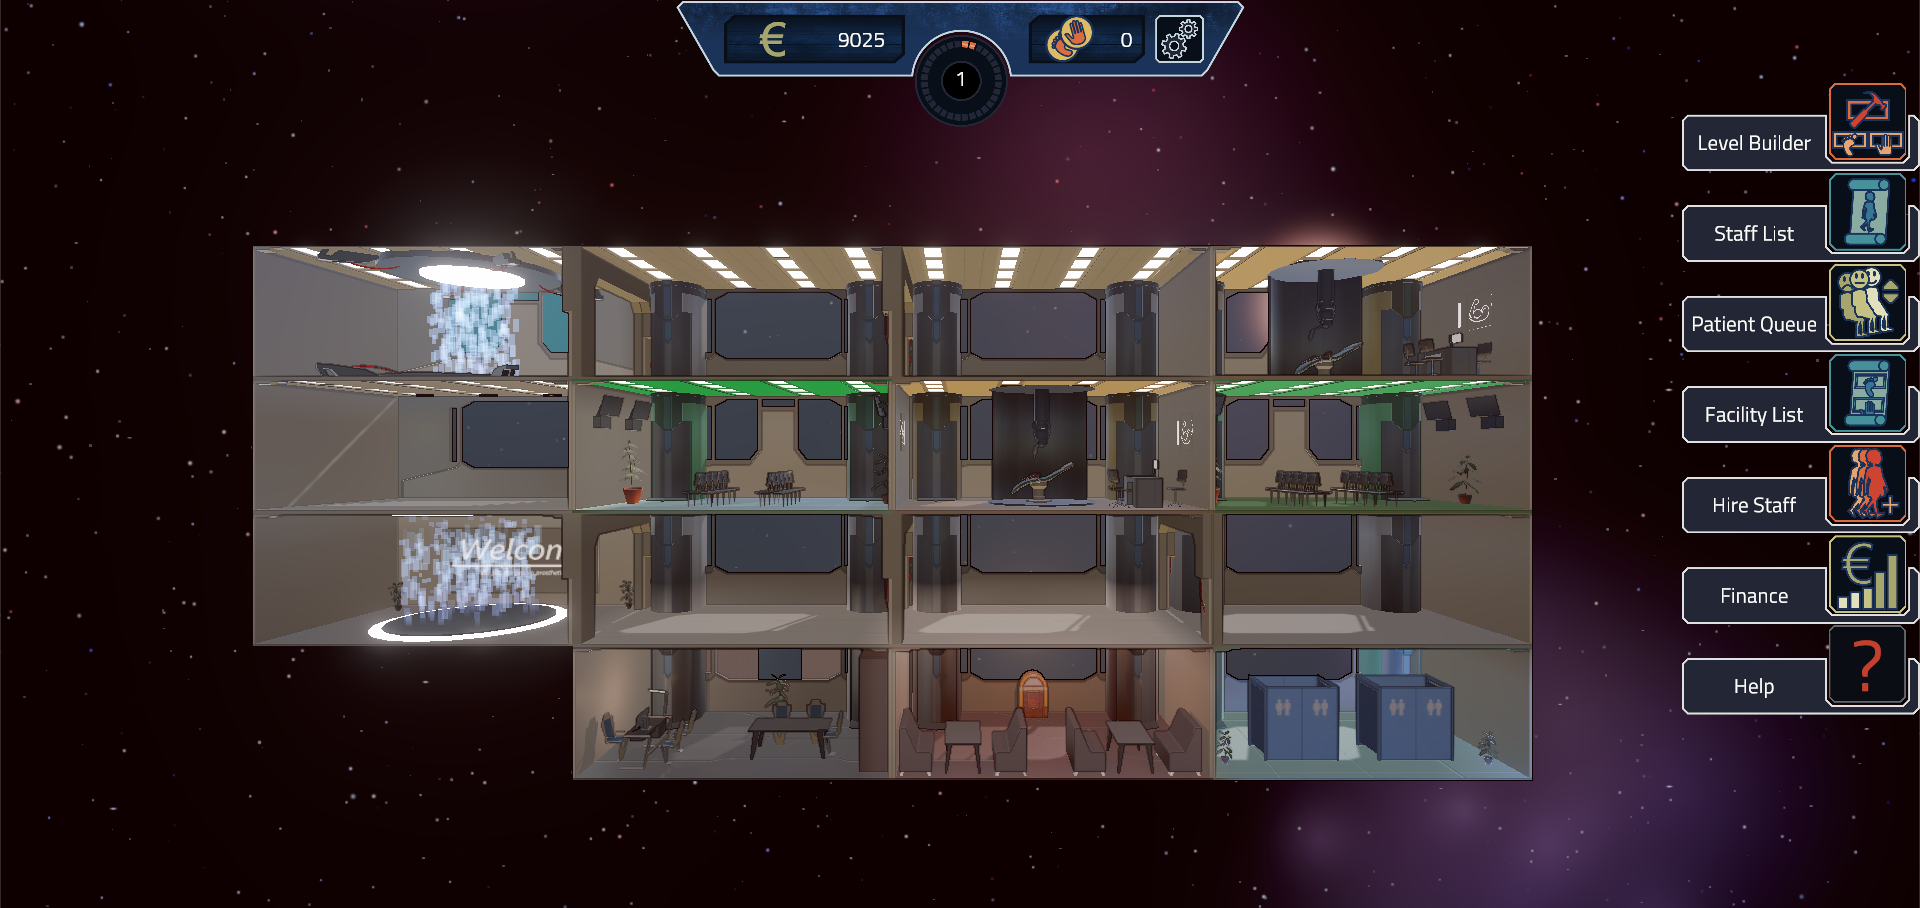 € 9025
0
1
Level Builder
Staff List
Patient Queue
Facility List
Hire Staff
€
Finance
?
Help
Welcon